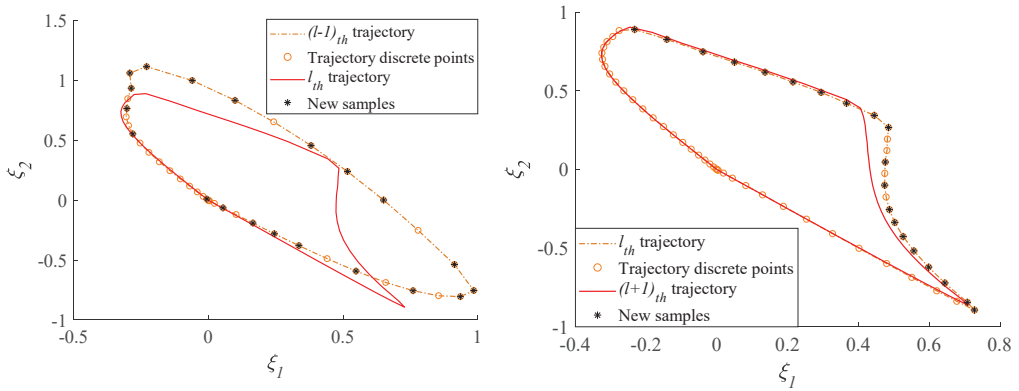 1.5
1
0.5
0
-0.5
-1
-0.5
0
0.5
1
ξ2
ξ1
(l-1)th trajectory
Trajectory discrete points
lth trajectory
New samples
1
0.5
0
-0.5
-1
-0.4
-0.2
0
0.2
0.4
0.6
0.8
ξ2
ξ1
lth trajectory
Trajectory discrete points
(l+1)th trajectory
New samples